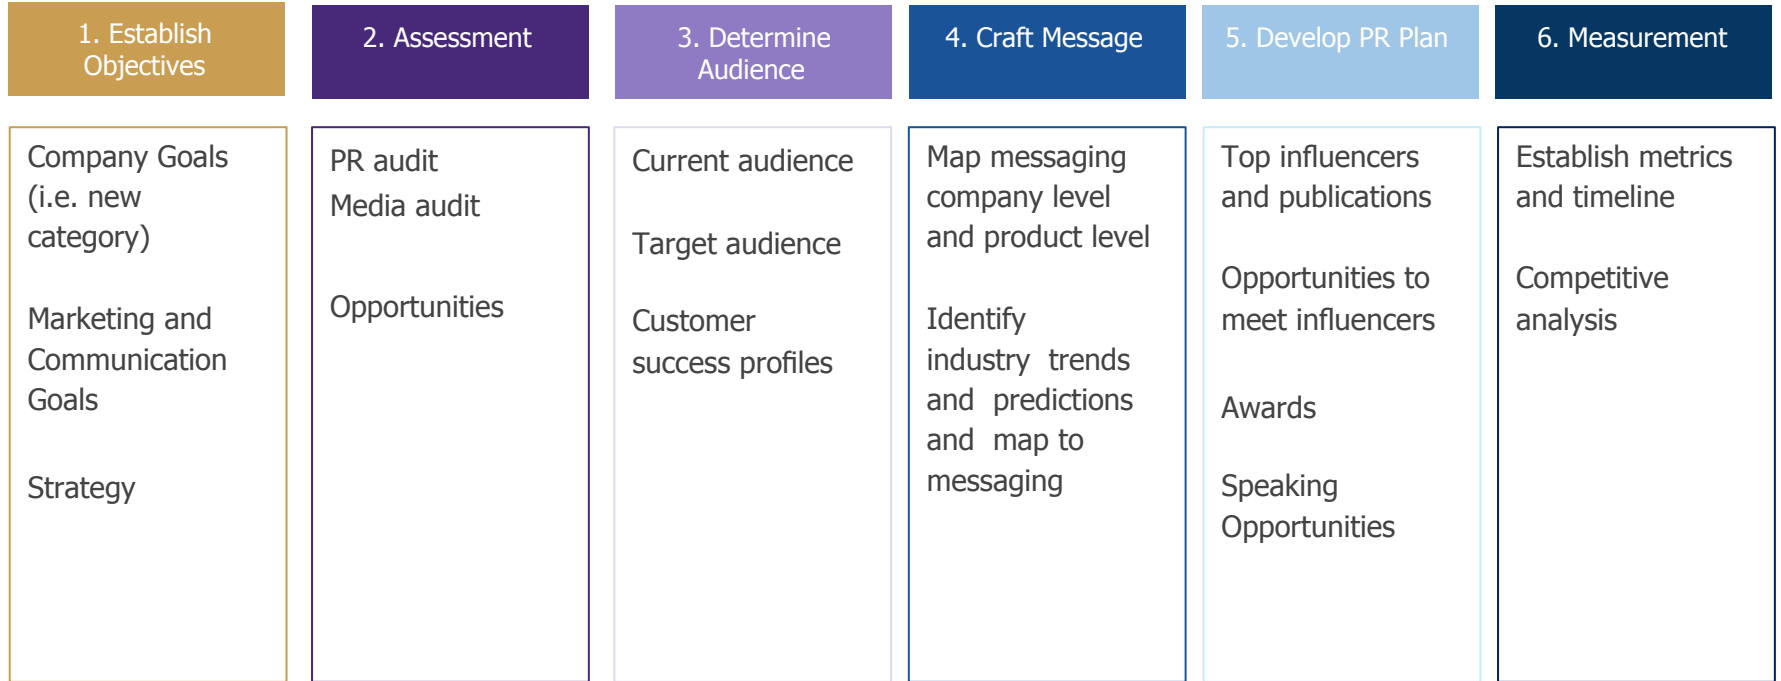 1. Establish
Objectives
2. Assessment
3. Determine
Audience
4. Craft Message
5. Develop PR Plan
6. Measurement
Company Goals
(i.e. new
category)
Marketing and
Communication
Goals
Strategy
PR audit
Media audit
Opportunities
Current audience
Target audience
Customer
success profiles
Map messaging
company level
and product level
Identify
industry trends
and predictions
and map to
messaging
Top influencers
and publications
Opportunities to
meet influencers
Awards
Speaking
Opportunities
Establish metrics
and timeline
Competitive
analysis